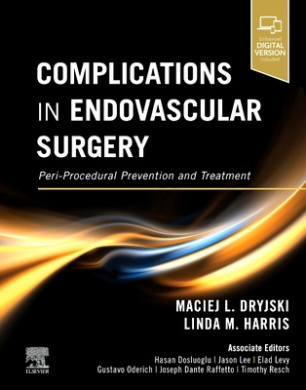 Enhanced
DIGITAL
VERSION
Included
COMPLICATIONS
IN ENDOVASCULAR
SURGERY
Peri-Procedural Prevention and Treatment
MACIEJ L. DRYJSKI
LINDA M. HARRIS
Associate Editors
Hasan Dosluoglu | Jason Lee | Elad Levy
Gustavo Oderich | Joseph Dante Raffetto | Timothy Resch
ELSEVIER